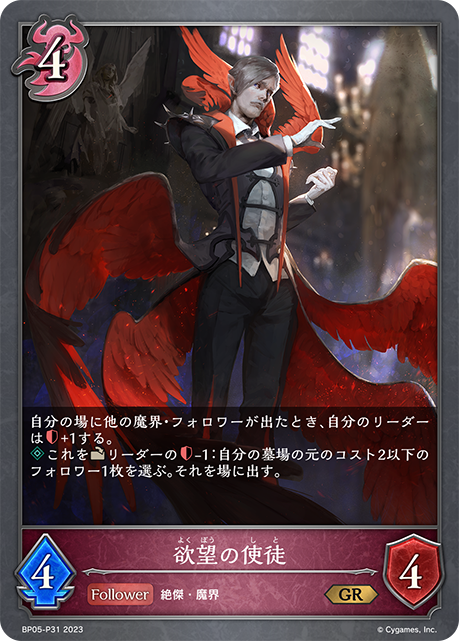 4
自分の場に他の魔界・フォロワーが出たとき、自分のリーダー
は+1する。
これをリーダーの-1：自分の墓場の元のコスト2以下の
フォロワー1枚を選ぶ。それを場に出す。
よくぼう しと
欲望の使徒
4
Follower 絶傑・魔界 GR
4
BP05-P31 2023
© Cygames, Inc.